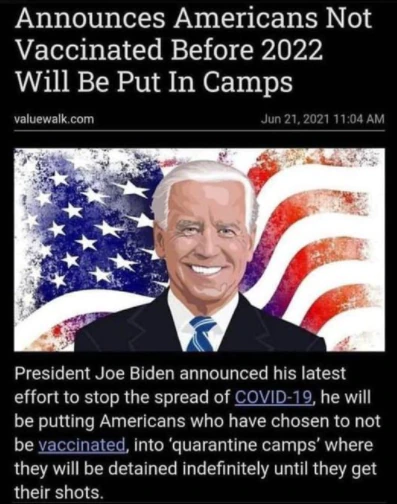 Announces Americans Not
Vaccinated Before 2022
Will Be Put In Camps
valuewalk.com
Jun 21, 2021 11:04 AM
President Joe Biden announced his latest
effort to stop the spread of COVID-19, he will
be putting Americans who have chosen to not
be vaccinated, into 'quarantine camps' where
they will be detained indefinitely until they get
their shots.